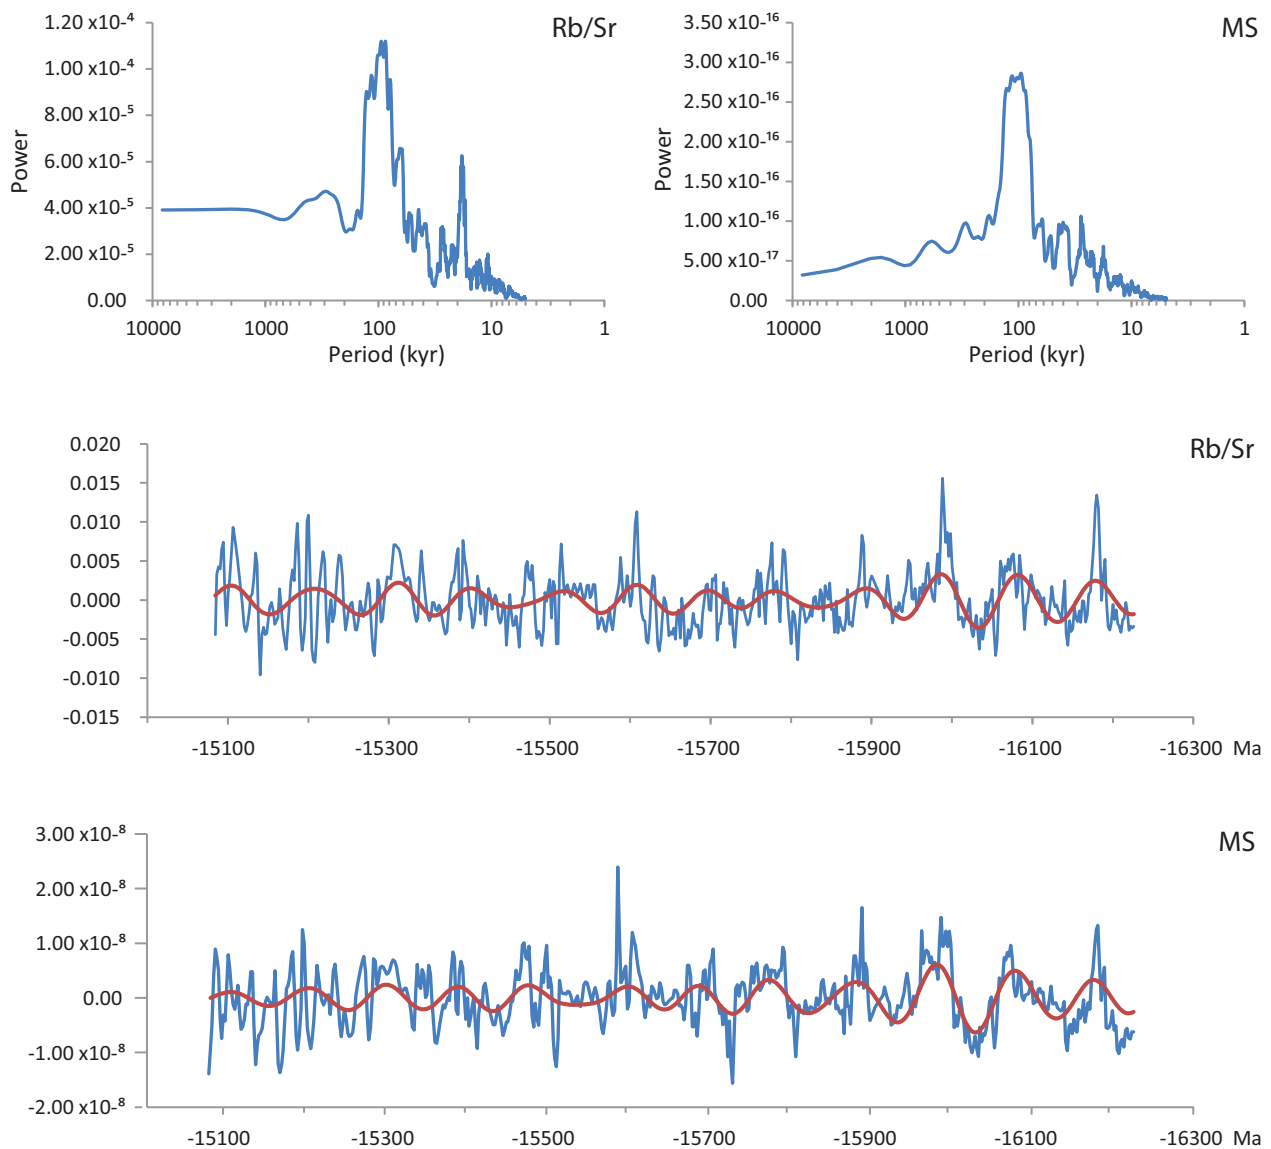 Rb/Sr
1.20 x10⁻⁴
1.00 x10⁻⁴
8.00 x10⁻⁵
6.00 x10⁻⁵
4.00 x10⁻⁵
2.00 x10⁻⁵
0.00
Power
10000 1000 100 10 1
Period (kyr)
MS
3.50 x10⁻¹⁶
3.00 x10⁻¹⁶
2.50 x10⁻¹⁶
2.00 x10⁻¹⁶
1.50 x10⁻¹⁶
1.00 x10⁻¹⁶
5.00 x10⁻¹⁷
0.00
Power
10000 1000 100 10 1
Period (kyr)
Rb/Sr
0.020
0.015
0.010
0.005
0.000
-0.005
-0.010
-0.015
-15100 -15300 -15500 -15700 -15900 -16100 -16300 Ma
MS
3.00 x10⁻⁸
2.00 x10⁻⁸
1.00 x10⁻⁸
0.00
-1.00 x10⁻⁸
-2.00 x10⁻⁸
-15100 -15300 -15500 -15700 -15900 -16100 -16300 Ma